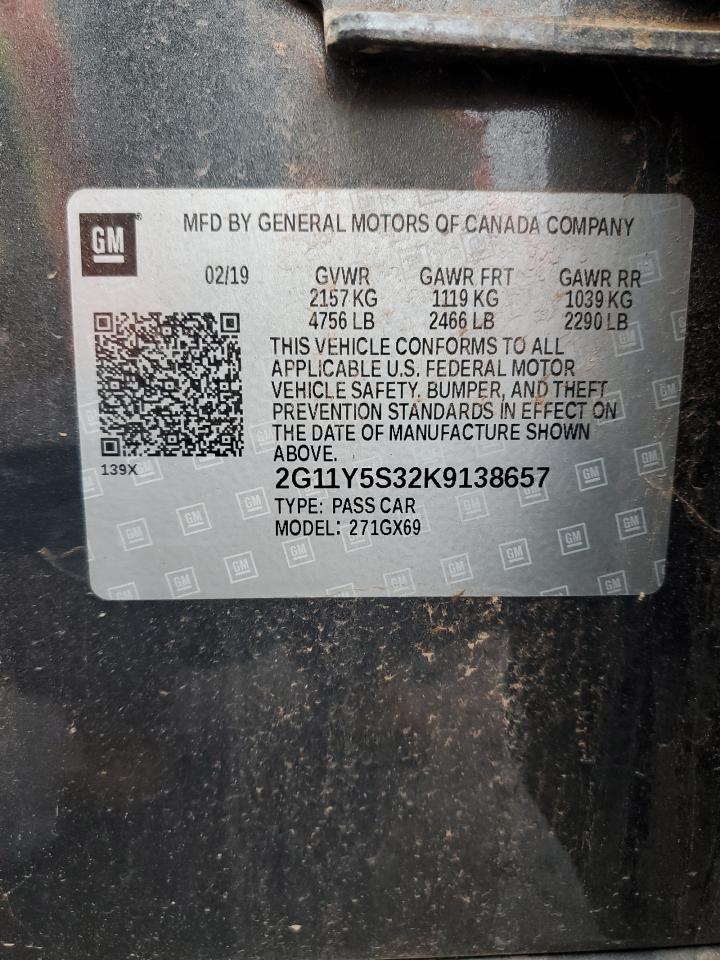 GM
MFD BY GENERAL MOTORS OF CANADA COMPANY
02/19 GVWR GAWR FRT GAWR RR
2157 KG 1119 KG 1039 KG
4756 LB 2466 LB 2290 LB
THIS VEHICLE CONFORMS TO ALL
APPLICABLE U.S. FEDERAL MOTOR
VEHICLE SAFETY, BUMPER, AND THEFT
PREVENTION STANDARDS IN EFFECT ON
THE DATE OF MANUFACTURE SHOWN
ABOVE.
139X
2G11Y5S32K9138657
TYPE: PASS CAR
MODEL: 271GX69